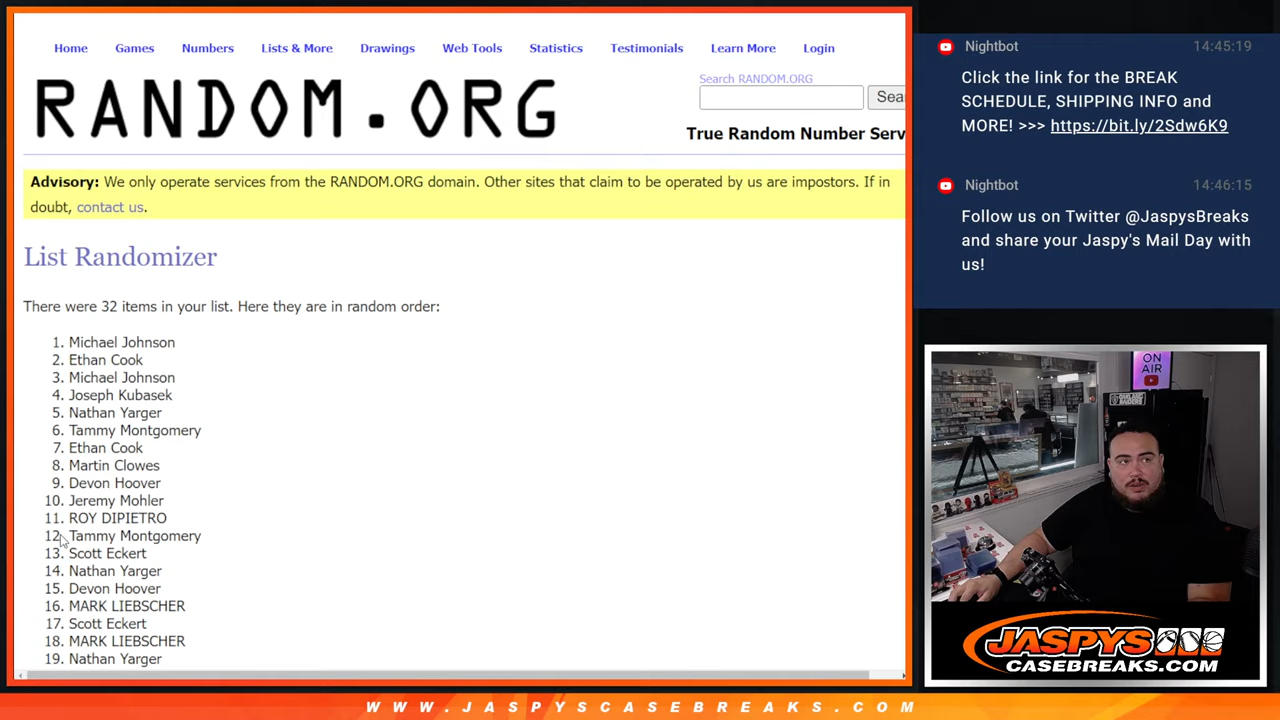 Home Games Numbers Lists & More Drawings Web Tools Statistics Testimonials Learn More Login
RANDOM.ORG
Search RANDOM.ORG
Sea
True Random Number Serv
Advisory: We only operate services from the RANDOM.ORG domain. Other sites that claim to be operated by us are impostors. If in
doubt, contact us.
List Randomizer
There were 32 items in your list. Here they are in random order:
1. Michael Johnson
2. Ethan Cook
3. Michael Johnson
4. Joseph Kubasek
5. Nathan Yarger
6. Tammy Montgomery
7. Ethan Cook
8. Martin Clowes
9. Devon Hoover
10. Jeremy Mohler
11. ROY DIPIETRO
12. Tammy Montgomery
13. Scott Eckert
14. Nathan Yarger
15. Devon Hoover
16. MARK LIEBSCHER
17. Scott Eckert
18. MARK LIEBSCHER
19. Nathan Yarger
Nightbot 14:45:19
Click the link for the BREAK
SCHEDULE, SHIPPING INFO and
MORE! >>> https://bit.ly/2Sdw6K9
Nightbot 14:46:15
Follow us on Twitter @JaspysBreaks
and share your Jaspy's Mail Day with
us!
ON
AIR
JASPYS
CASEBREAKS.COM
WWW.JASPYSCASEBREAKS.COM